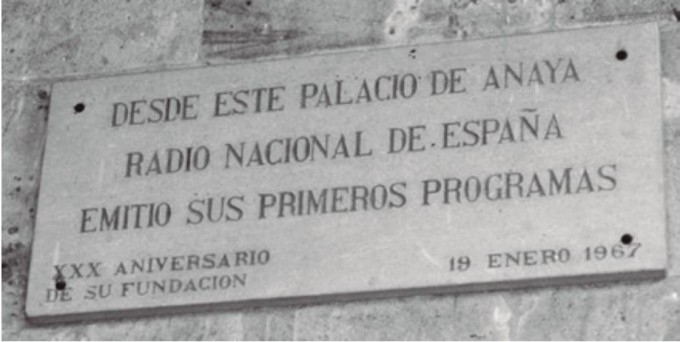 DESDE ESTE PALACIO DE ANAYA
RADIO NACIONAL DE ESPAÑA
EMITIO SUS PRIMEROS PROGRAMAS
XXX ANIVERSARIO
DE SU FUNDACION
19 ENERO 1967